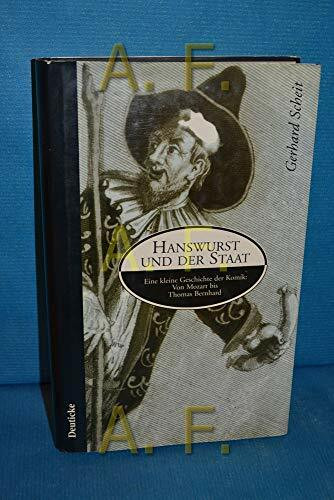 A. F.
Gerhard Scheit
HANSWURST
UND DER STAAT
Eine kleine Geschichte der Komik:
Von Mozart bis
Thomas Bernhard
A. F.
Deuticke
A. F.